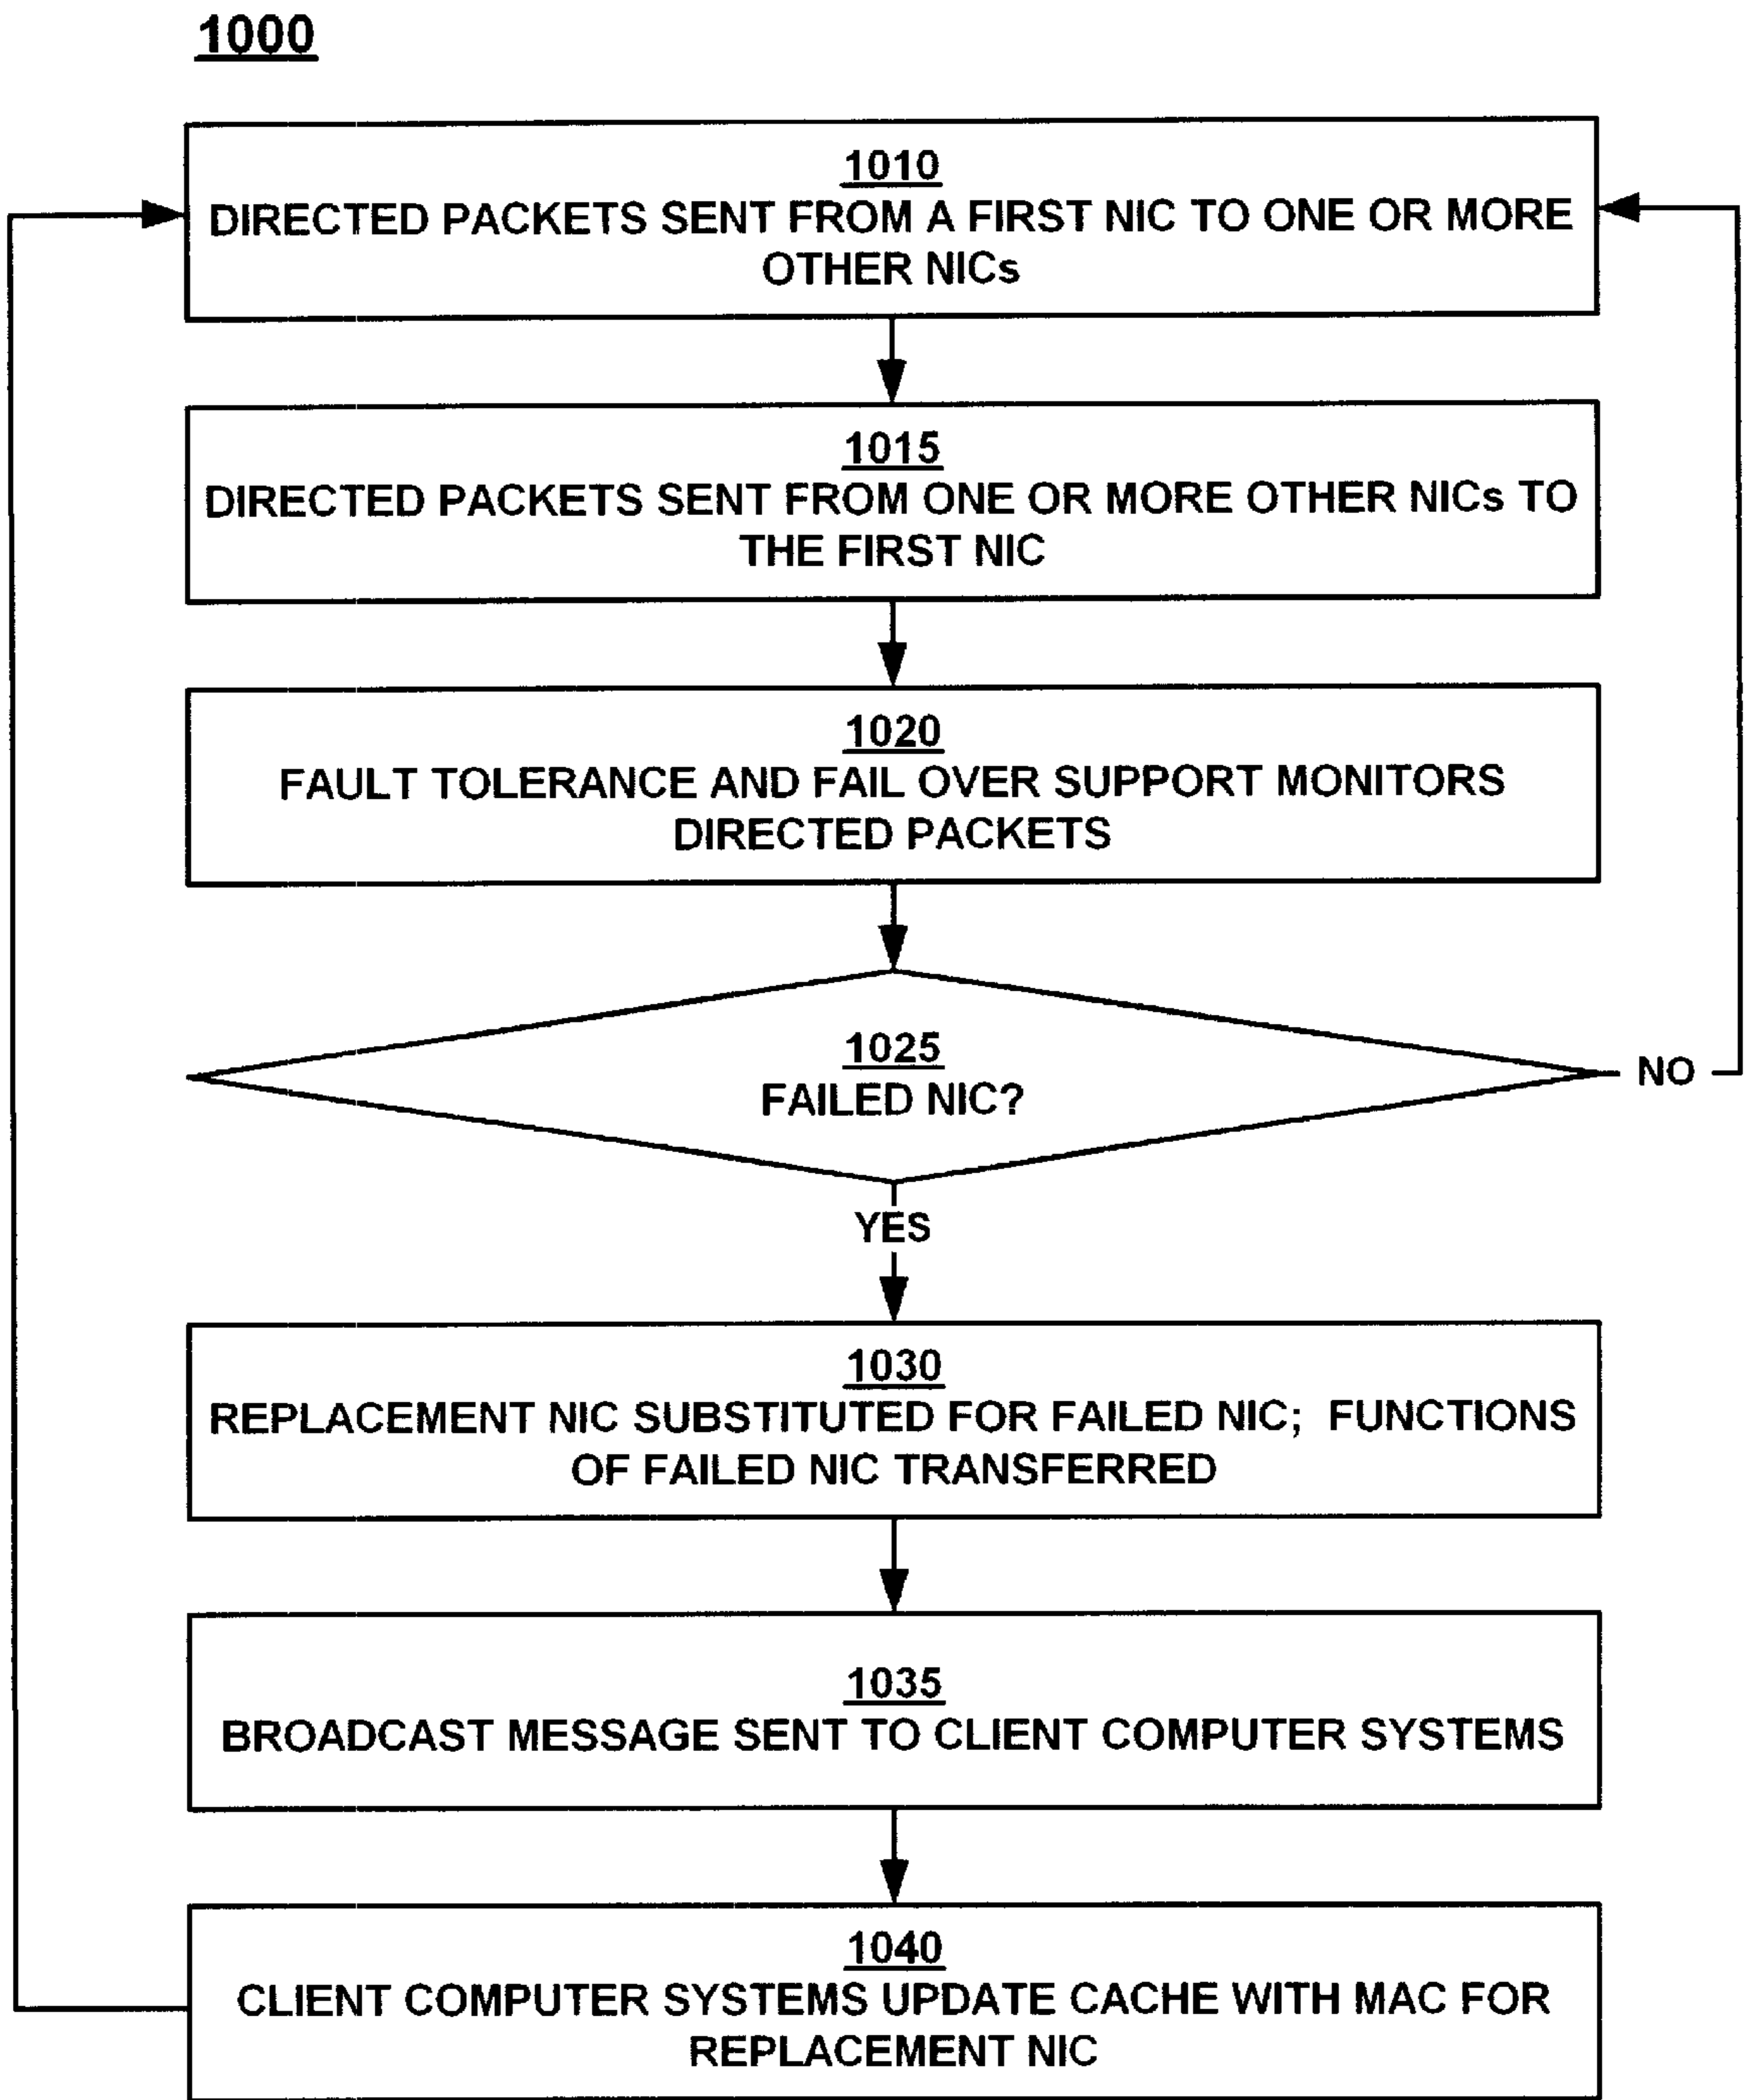 1000
1010
DIRECTED PACKETS SENT FROM A FIRST NIC TO ONE OR MORE
OTHER NICs
1015
DIRECTED PACKETS SENT FROM ONE OR MORE OTHER NICs TO
THE FIRST NIC
1020
FAULT TOLERANCE AND FAIL OVER SUPPORT MONITORS
DIRECTED PACKETS
1025
FAILED NIC?
NO
YES
1030
REPLACEMENT NIC SUBSTITUTED FOR FAILED NIC; FUNCTIONS
OF FAILED NIC TRANSFERRED
1035
BROADCAST MESSAGE SENT TO CLIENT COMPUTER SYSTEMS
1040
CLIENT COMPUTER SYSTEMS UPDATE CACHE WITH MAC FOR
REPLACEMENT NIC